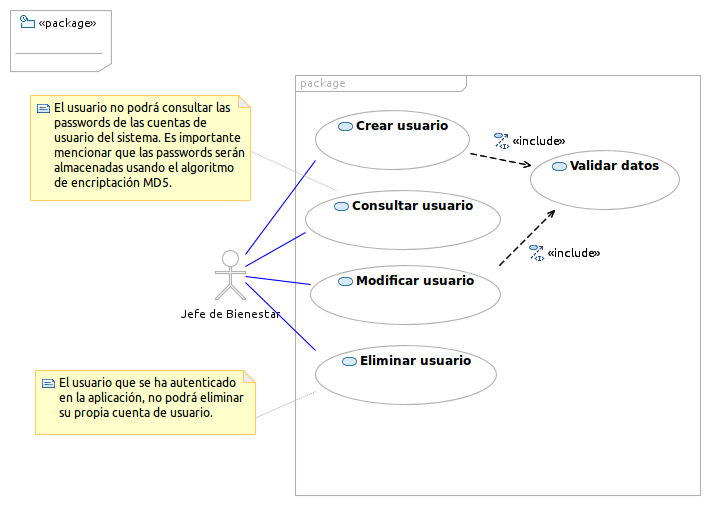 «package»
package
El usuario no podrá consultar las
passwords de las cuentas de
usuario del sistema. Es importante
mencionar que las passwords serán
almacenadas usando el algoritmo
de encriptación MD5.
Crear usuario
«include»
Validar datos
Consultar usuario
«include»
Modificar usuario
Jefe de Bienestar
Eliminar usuario
El usuario que se ha autenticado
en la aplicación, no podrá eliminar
su propia cuenta de usuario.